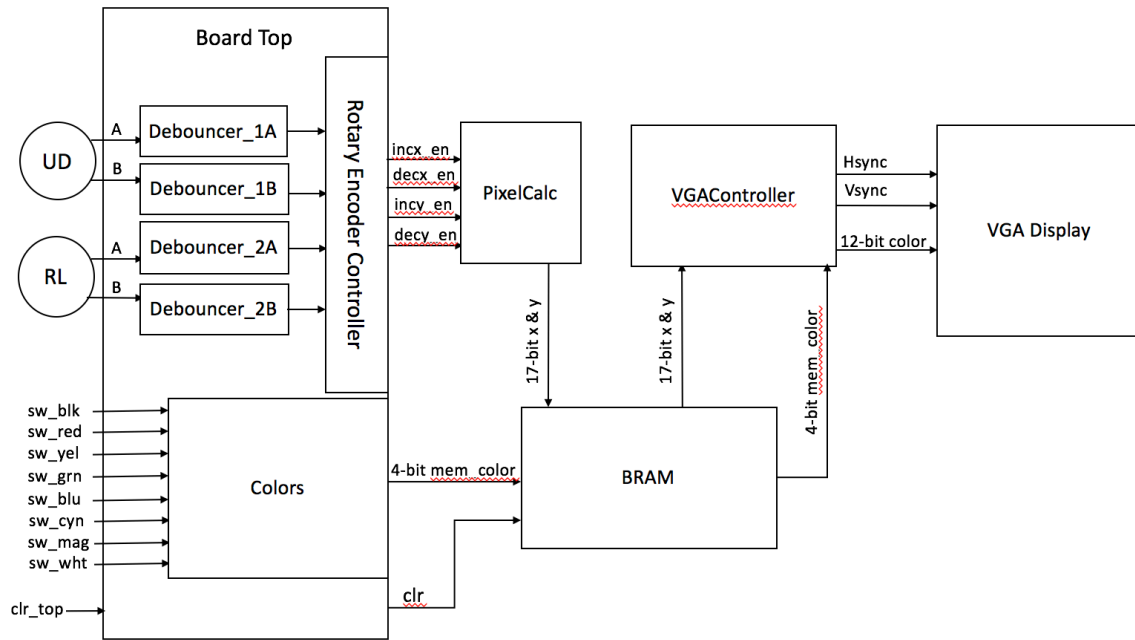 Board Top
UD
A
B
Debouncer_1A
Debouncer_1B
RL
A
B
Debouncer_2A
Debouncer_2B
Rotary Encoder Controller
incx_en
decx_en
incy_en
decy_en
PixelCalc
VGAController
Hsync
Vsync
12-bit color
VGA Display
17-bit x & y
17-bit x & y
4-bit mem_color
sw_blk
sw_red
sw_yel
sw_grn
sw_blu
sw_cyn
sw_mag
sw_wht
Colors
4-bit mem_color
BRAM
clr_top
clr